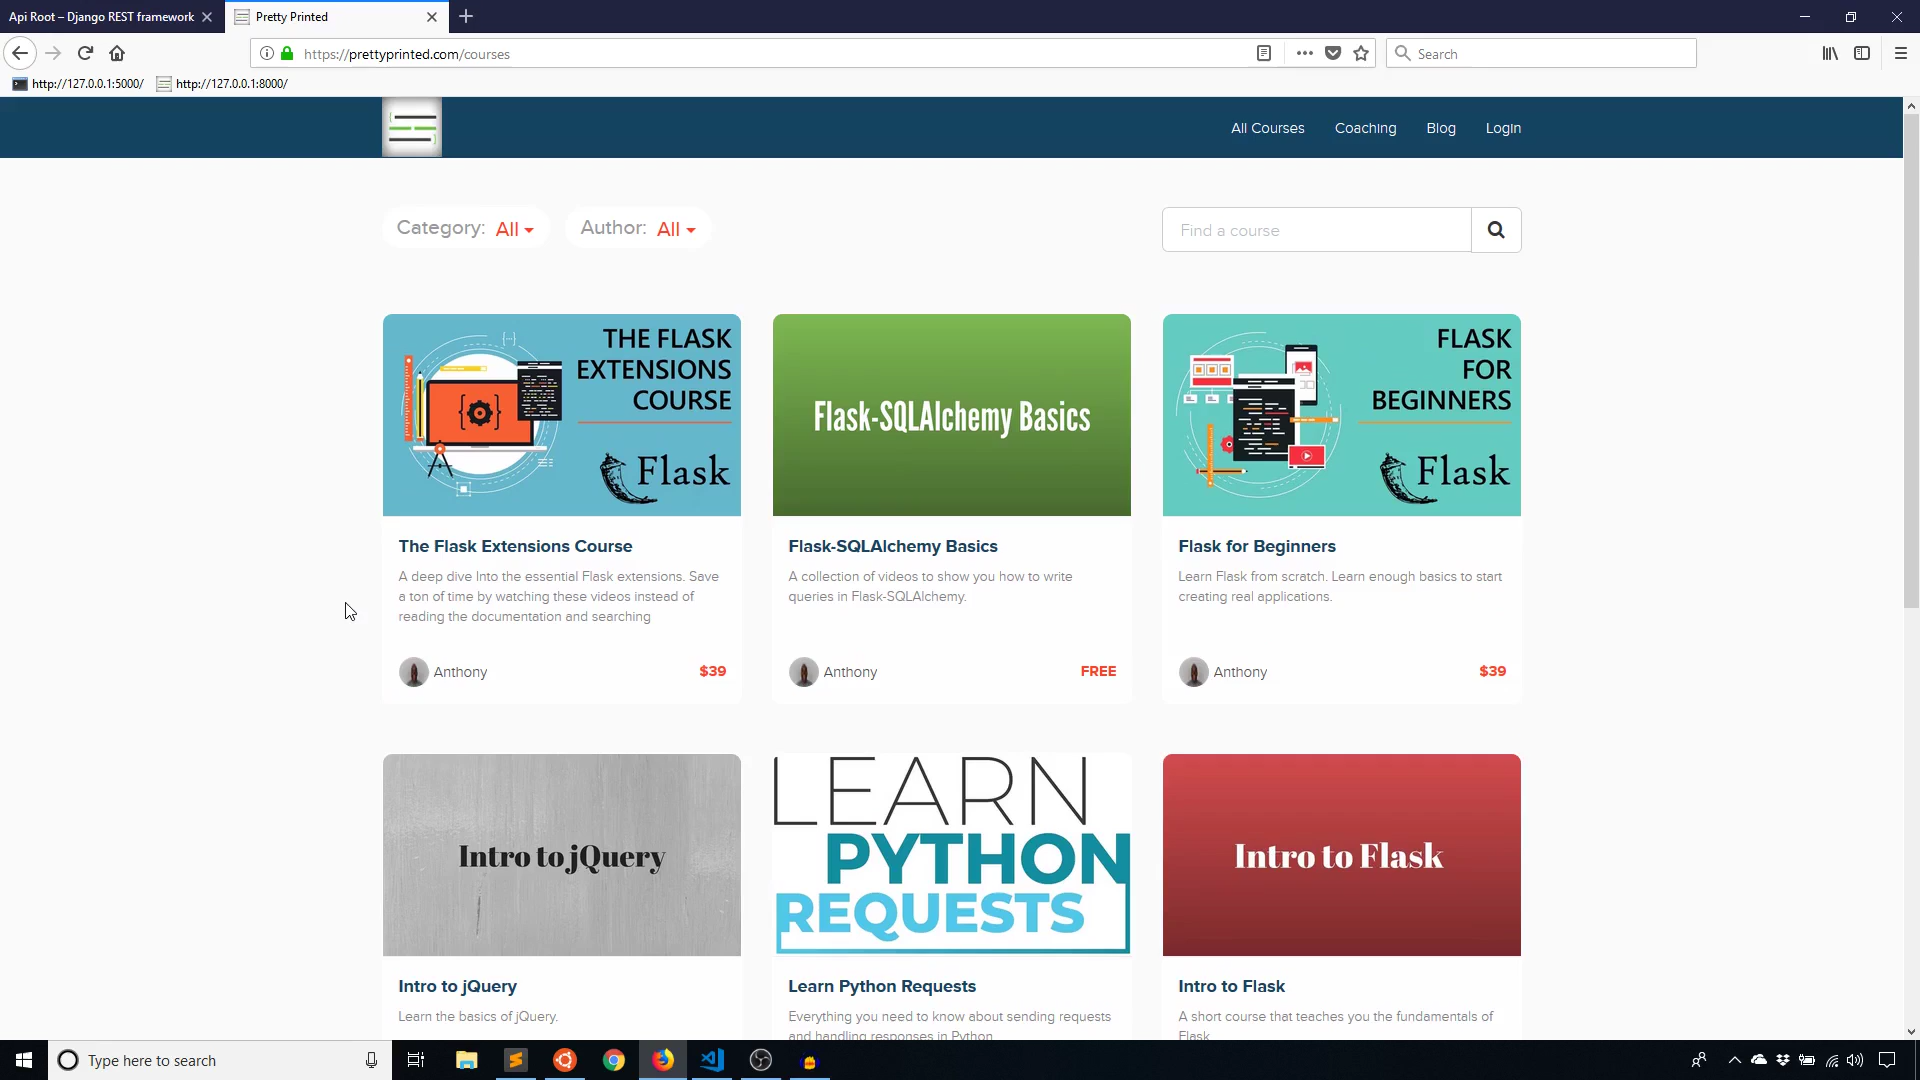 Api Root – Django REST framework
Pretty Printed
https://prettyprinted.com/courses
Search
http://127.0.0.1:5000/
http://127.0.0.1:8000/
All Courses
Coaching
Blog
Login
Category: All
Author: All
Find a course
THE FLASK
EXTENSIONS
COURSE
Flask
Flask-SQLAlchemy Basics
FLASK
FOR
BEGINNERS
Flask
The Flask Extensions Course
A deep dive Into the essential Flask extensions. Save
a ton of time by watching these videos instead of
reading the documentation and searching
Anthony
$39
Flask-SQLAlchemy Basics
A collection of videos to show you how to write
queries in Flask-SQLAlchemy.
Anthony
FREE
Flask for Beginners
Learn Flask from scratch. Learn enough basics to start
creating real applications.
Anthony
$39
Intro to jQuery
LEARN
PYTHON
REQUESTS
Intro to Flask
Intro to jQuery
Learn the basics of jQuery.
Learn Python Requests
Everything you need to know about sending requests
and handling responses in Python
Intro to Flask
A short course that teaches you the fundamentals of
Flask
Type here to search